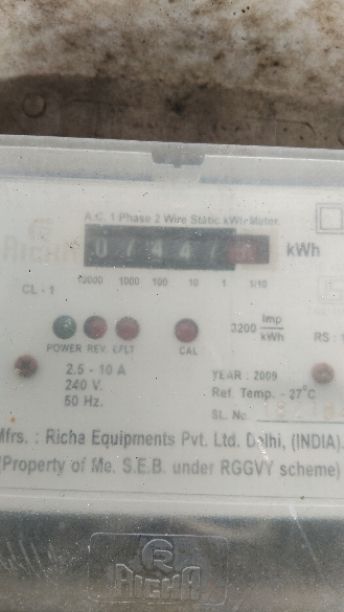 A.C. 1 Phase 2 Wire Static kWh Meter
RICHA
kWh
10000 1000 100 10 1 1/10
CL - 1
3200 Imp/kWh
POWER REV. E/FLT CAL
2.5 - 10 A
240 V.
50 Hz.
YEAR : 2009
Ref. Temp. - 27°C
SL. No.
Mfrs. : Richa Equipments Pvt. Ltd. Delhi, (INDIA).
(Property of Me. S.E.B. under RGGVY scheme)
RICHA